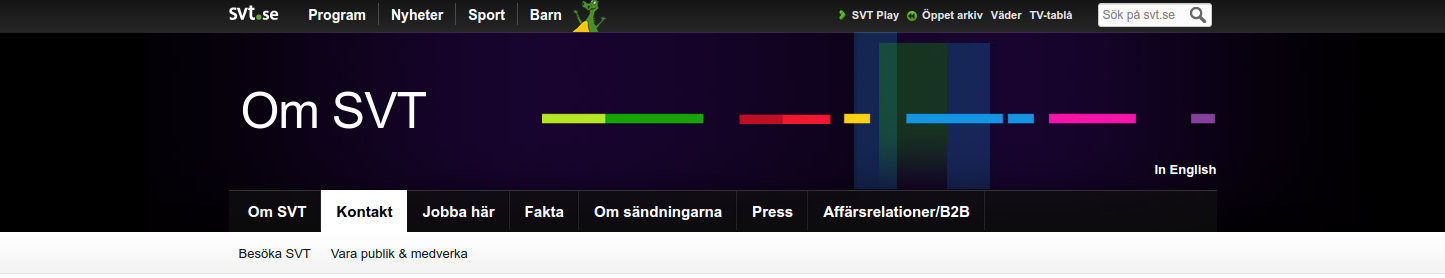 svt.se Program Nyheter Sport Barn SVT Play Öppet arkiv Väder TV-tablå Sök på svt.se
Om SVT
In English
Om SVT Kontakt Jobba här Fakta Om sändningarna Press Affärsrelationer/B2B
Besöka SVT Vara publik & medverka